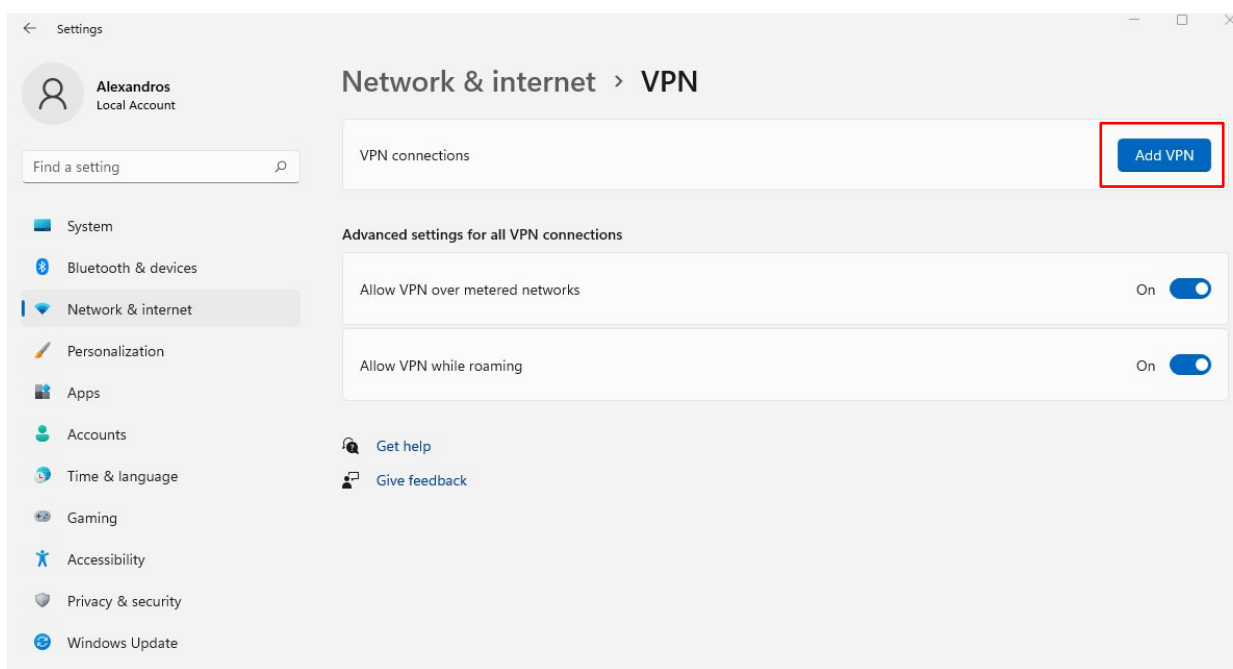 Settings
Alexandros
Local Account
Find a setting
System
Bluetooth & devices
Network & internet
Personalization
Apps
Accounts
Time & language
Gaming
Accessibility
Privacy & security
Windows Update
Network & internet › VPN
VPN connections
Add VPN
Advanced settings for all VPN connections
Allow VPN over metered networks
On
Allow VPN while roaming
On
Get help
Give feedback